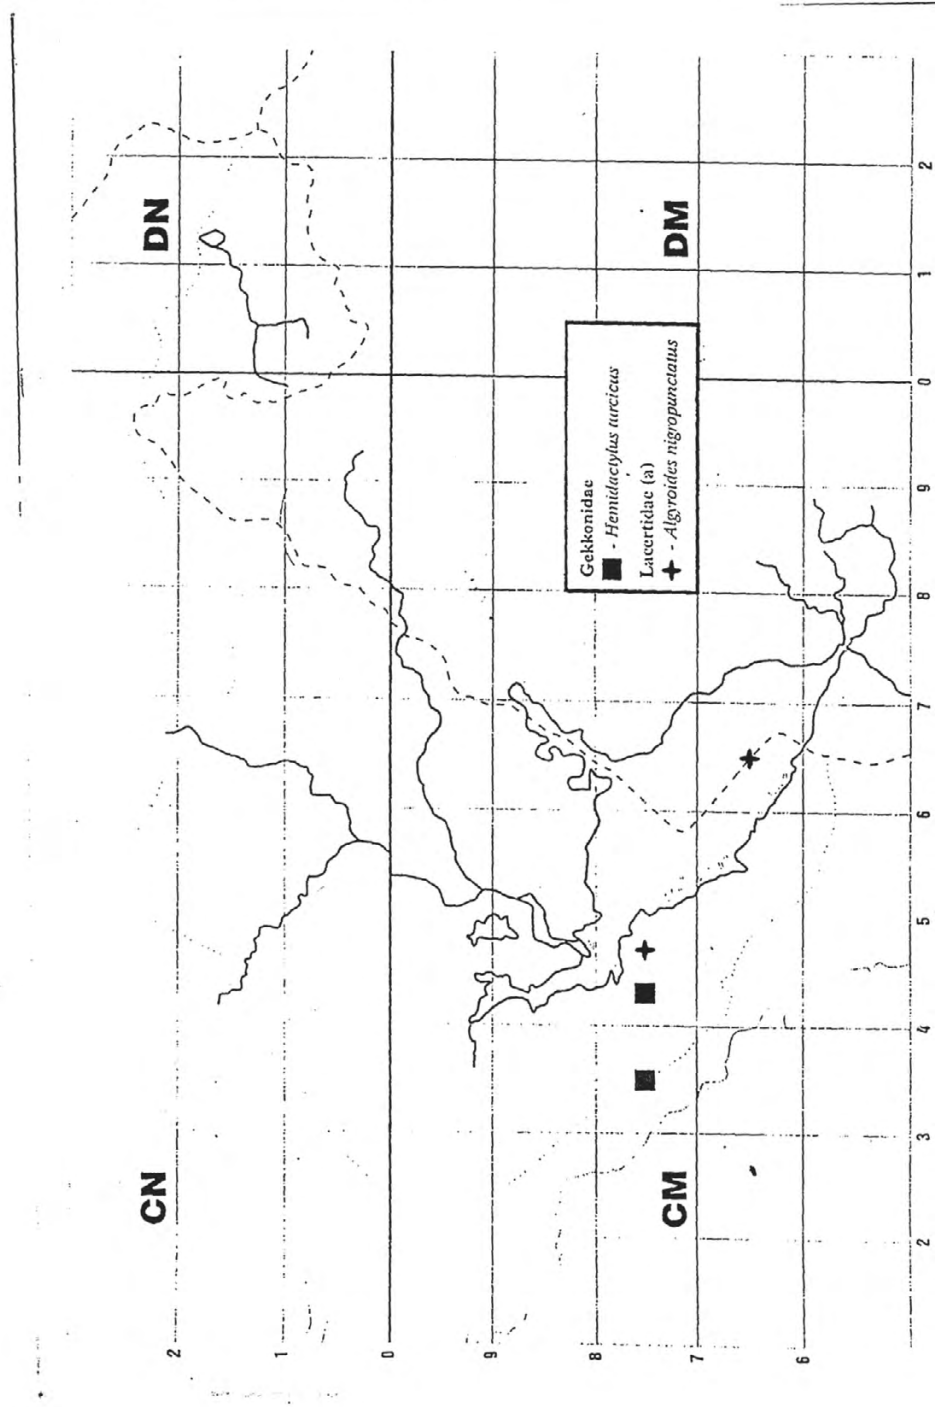 CN DN
2
1
0
9
8
Gekkonidae
- Hemidactylus turcicus
Lacertidae (a)
- Algyroides nigropunctatus
CM DM
7
6
2 3 4 5 6 7 8 9 0 1 2